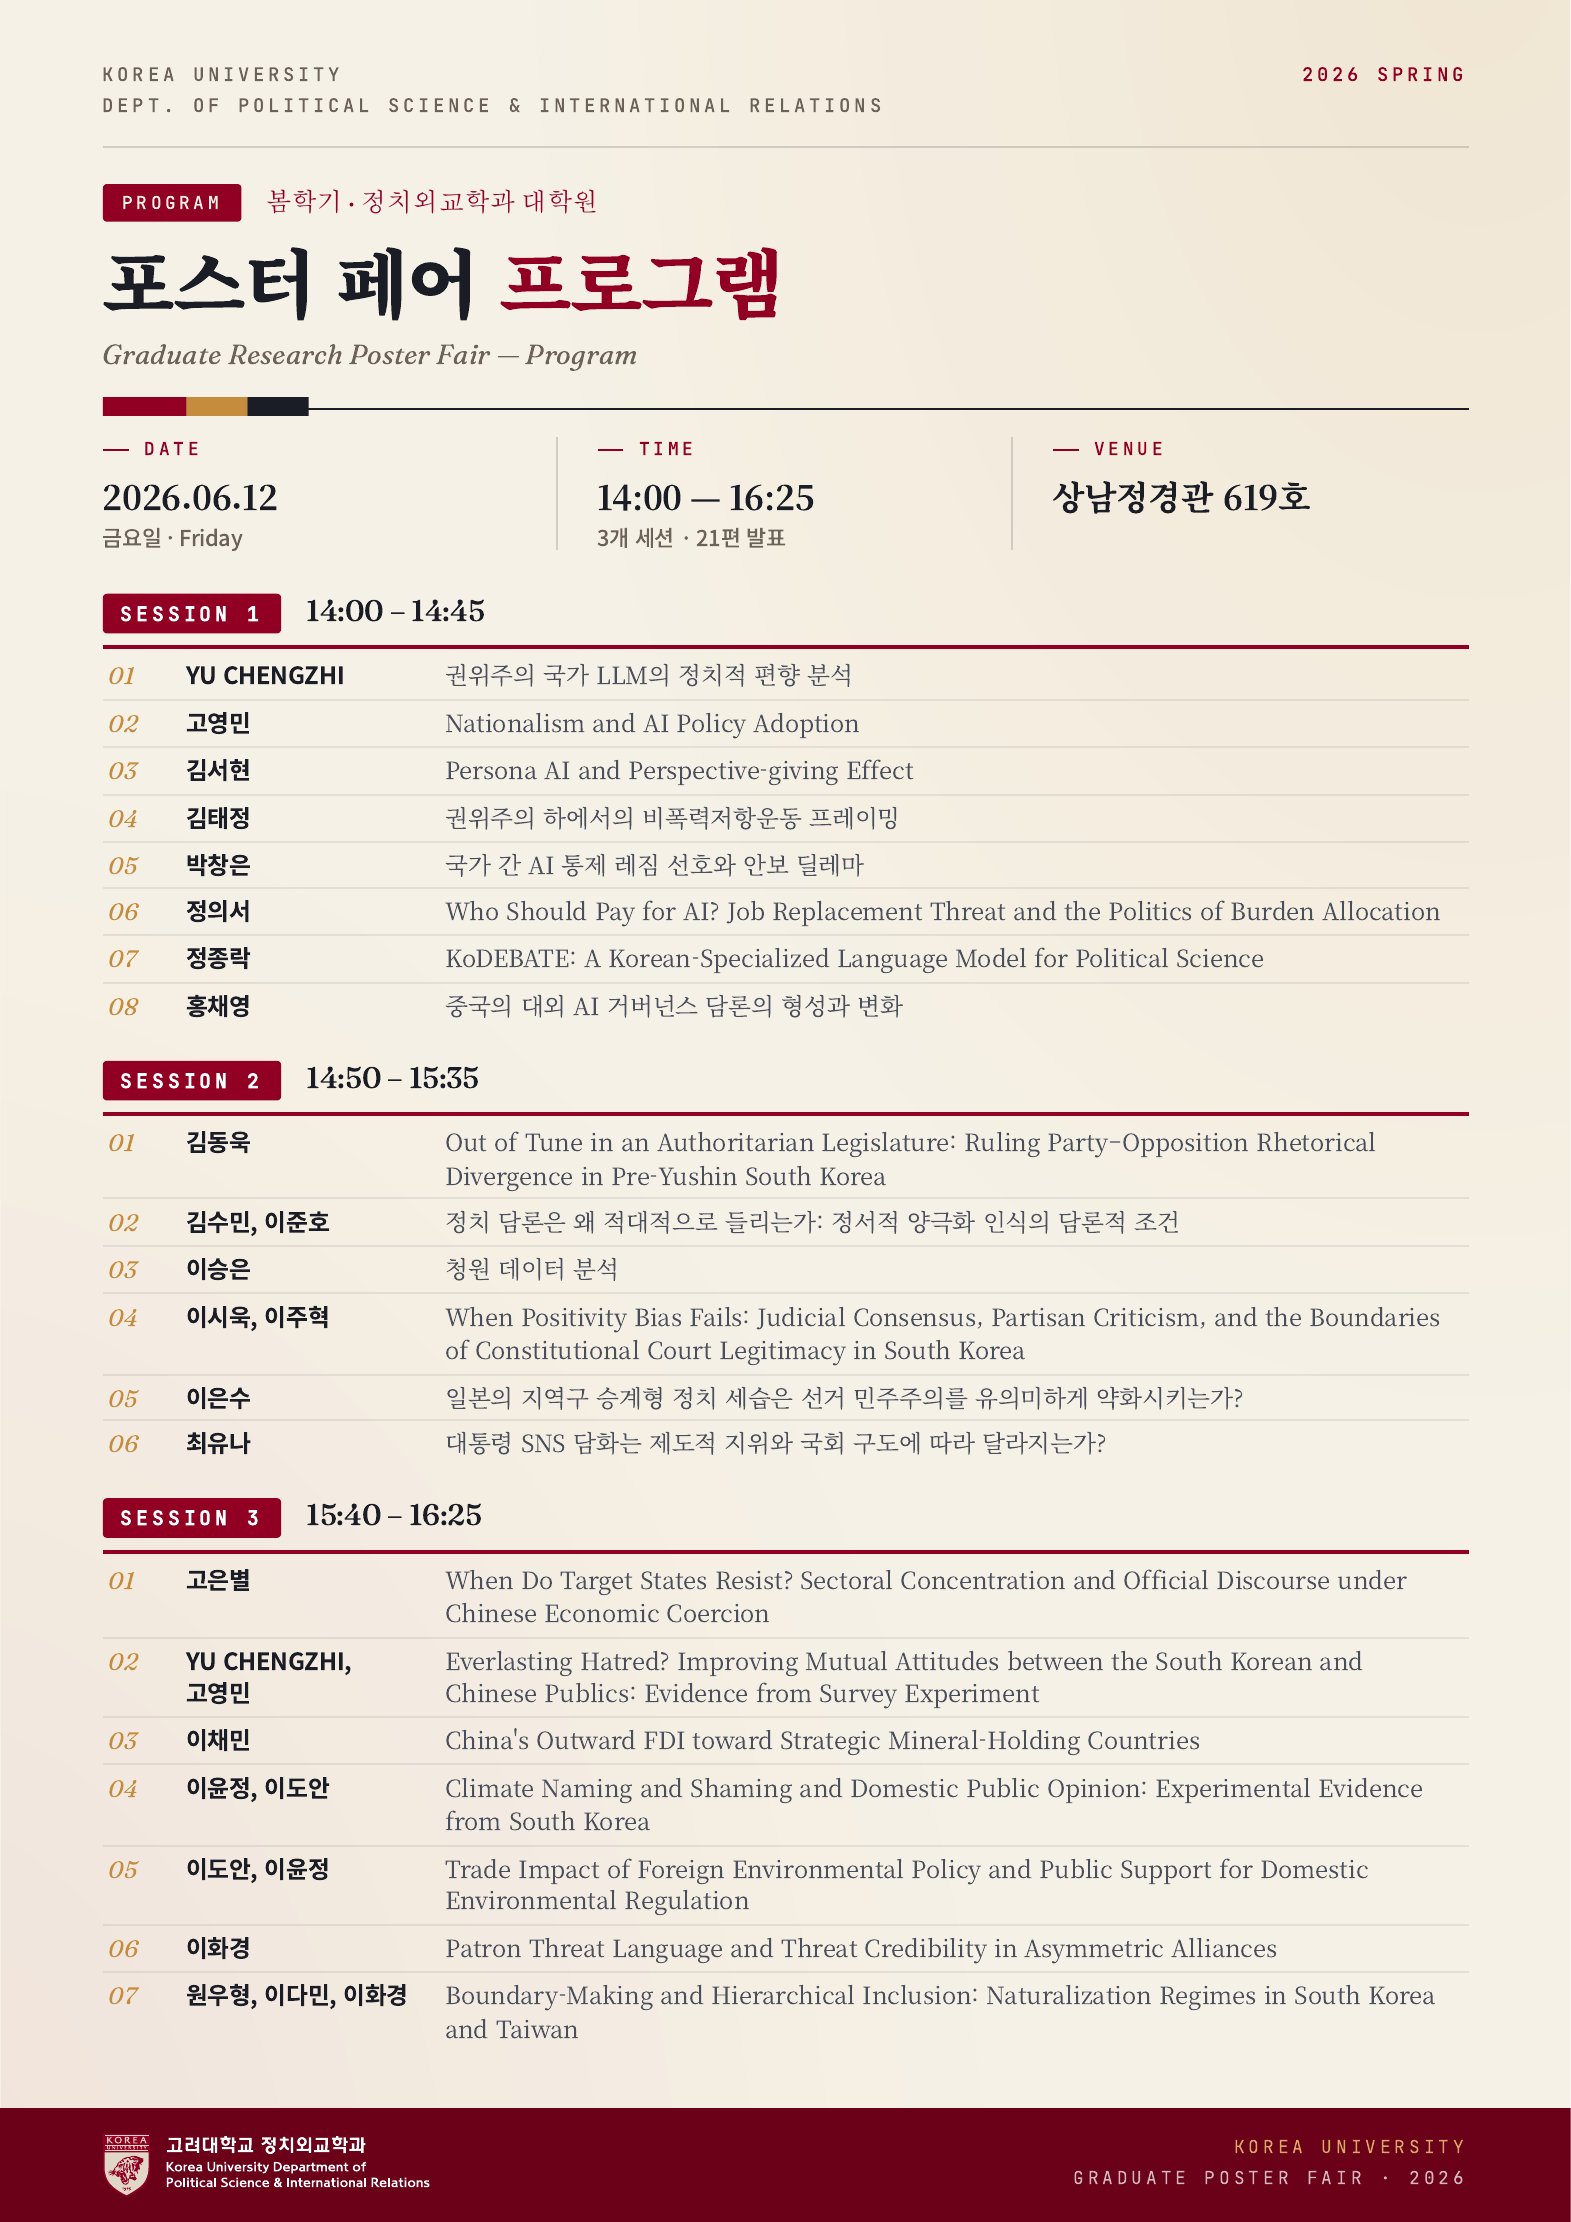 KOREA UNIVERSITY
DEPT. OF POLITICAL SCIENCE & INTERNATIONAL RELATIONS
2026 SPRING
PROGRAM
봄학기 · 정치외교학과 대학원
포스터 페어 프로그램
Graduate Research Poster Fair — Program
— DATE
2026.06.12
금요일 · Friday
— TIME
14:00 — 16:25
3개 세션 · 21편 발표
— VENUE
상남정경관 619호
SESSION 1 14:00 – 14:45
01 YU CHENGZHI 권위주의 국가 LLM의 정치적 편향 분석
02 고영민 Nationalism and AI Policy Adoption
03 김서현 Persona AI and Perspective-giving Effect
04 김태정 권위주의 하에서의 비폭력저항운동 프레이밍
05 박창은 국가 간 AI 통제 레짐 선호와 안보 딜레마
06 정의서 Who Should Pay for AI? Job Replacement Threat and the Politics of Burden Allocation
07 정종락 KoDEBATE: A Korean-Specialized Language Model for Political Science
08 홍채영 중국의 대외 AI 거버넌스 담론의 형성과 변화
SESSION 2 14:50 – 15:35
01 김동욱 Out of Tune in an Authoritarian Legislature: Ruling Party–Opposition Rhetorical
Divergence in Pre-Yushin South Korea
02 김수민, 이준호 정치 담론은 왜 적대적으로 들리는가: 정서적 양극화 인식의 담론적 조건
03 이승은 청원 데이터 분석
04 이시욱, 이주혁 When Positivity Bias Fails: Judicial Consensus, Partisan Criticism, and the Boundaries
of Constitutional Court Legitimacy in South Korea
05 이은수 일본의 지역구 승계형 정치 세습은 선거 민주주의를 유의미하게 약화시키는가?
06 최유나 대통령 SNS 담화는 제도적 지위와 국회 구도에 따라 달라지는가?
SESSION 3 15:40 – 16:25
01 고은별 When Do Target States Resist? Sectoral Concentration and Official Discourse under
Chinese Economic Coercion
02 YU CHENGZHI, Everlasting Hatred? Improving Mutual Attitudes between the South Korean and
고영민 Chinese Publics: Evidence from Survey Experiment
03 이채민 China's Outward FDI toward Strategic Mineral-Holding Countries
04 이윤정, 이도안 Climate Naming and Shaming and Domestic Public Opinion: Experimental Evidence
from South Korea
05 이도안, 이윤정 Trade Impact of Foreign Environmental Policy and Public Support for Domestic
Environmental Regulation
06 이화경 Patron Threat Language and Threat Credibility in Asymmetric Alliances
07 원우형, 이다민, 이화경 Boundary-Making and Hierarchical Inclusion: Naturalization Regimes in South Korea
and Taiwan
KOREA
UNIVERSITY
1905
고려대학교 정치외교학과
Korea University Department of
Political Science & International Relations
KOREA UNIVERSITY
GRADUATE POSTER FAIR · 2026